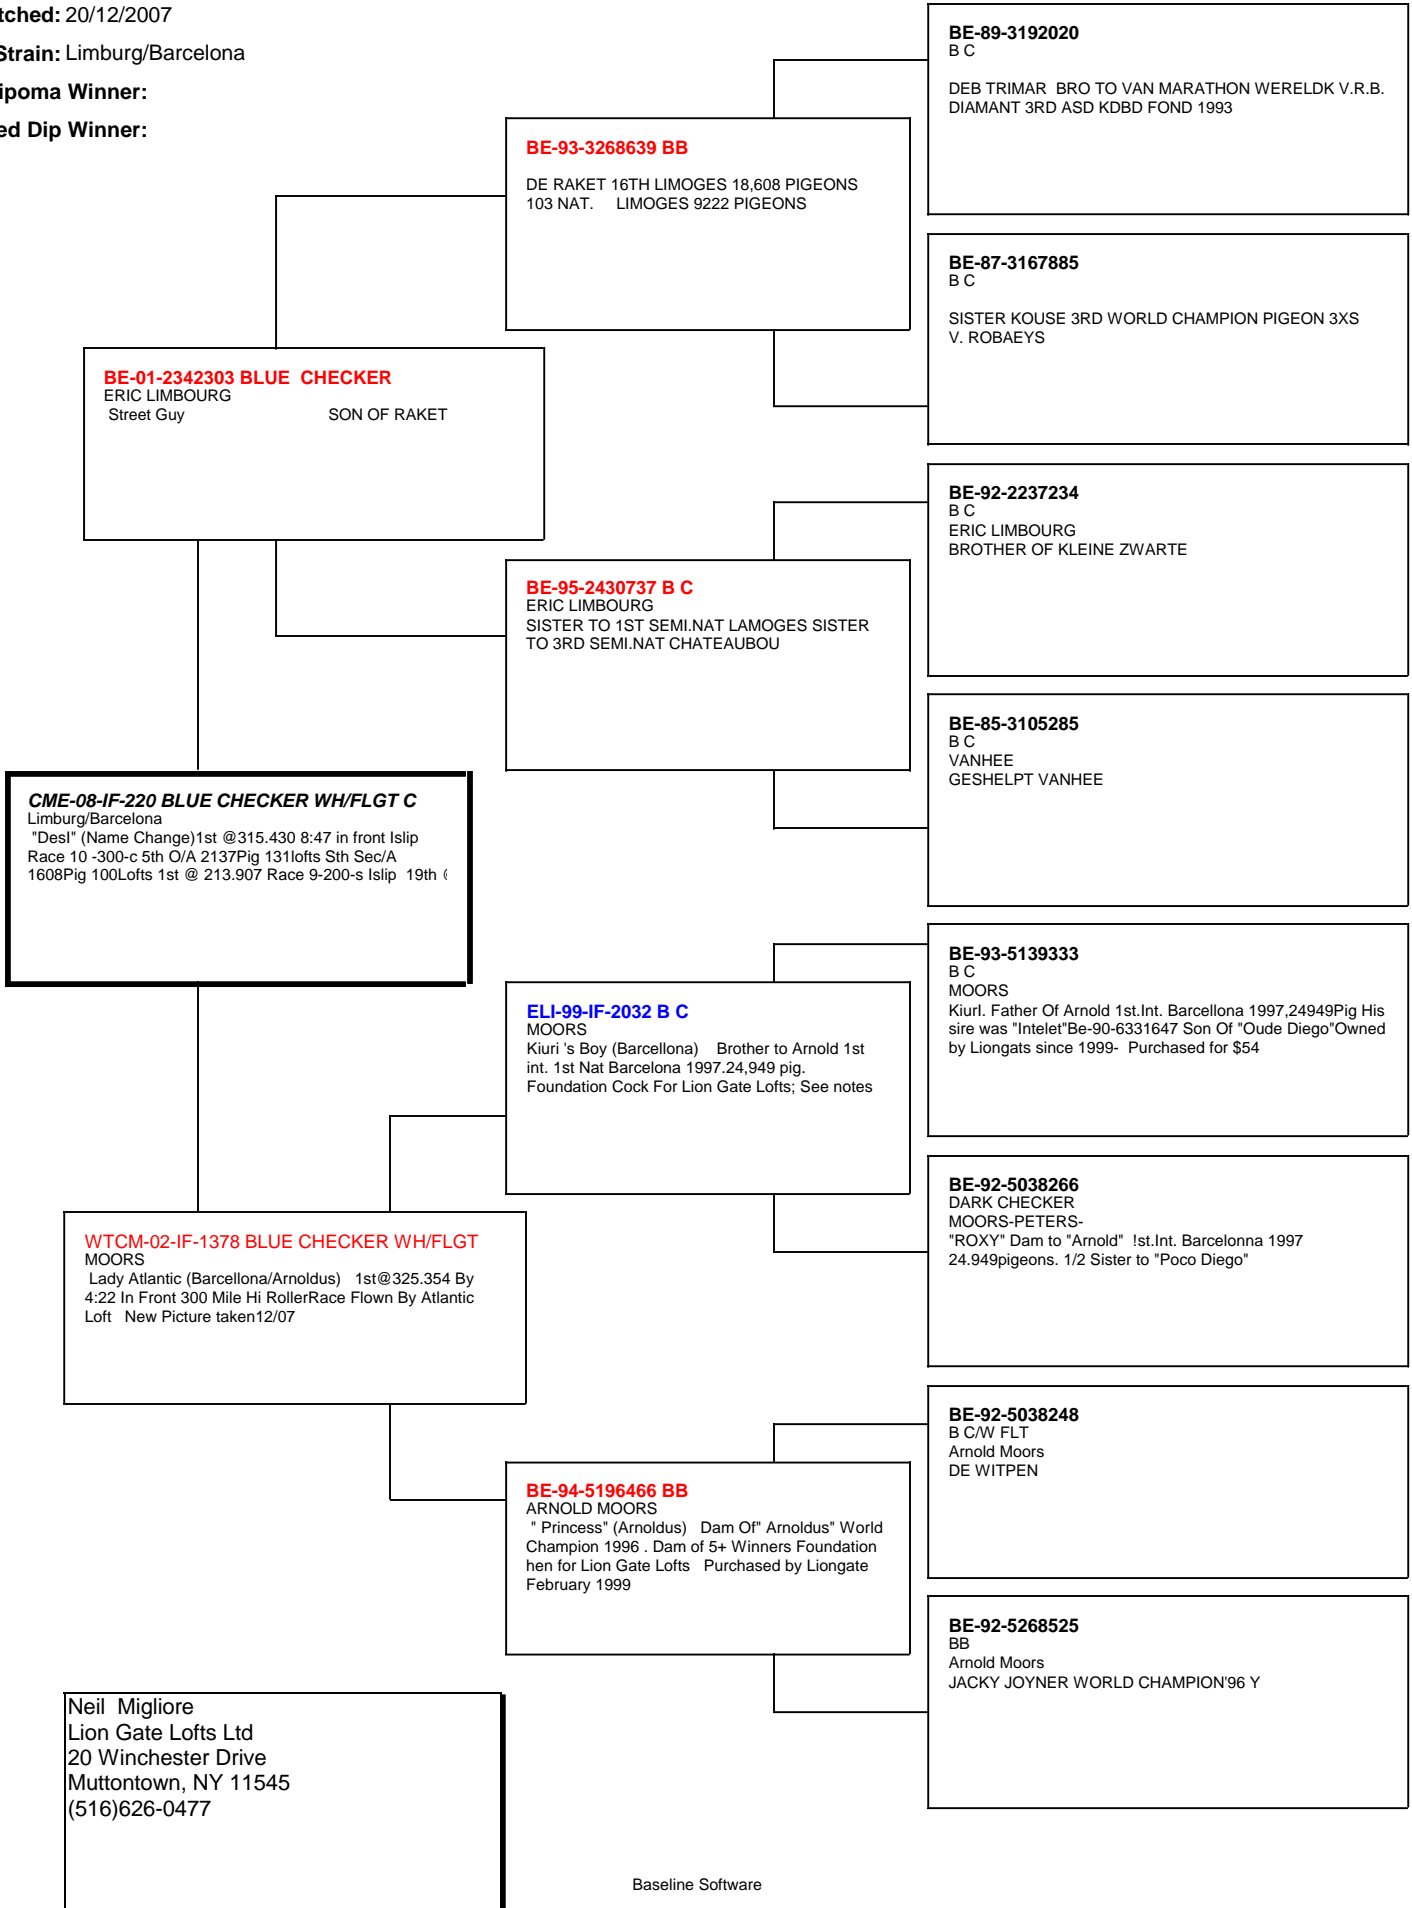 tched: 20/12/2007
Strain: Limburg/Barcelona
ipoma Winner:
ed Dip Winner:
BE-89-3192020
B C
DEB TRIMAR BRO TO VAN MARATHON WERELDK V.R.B.
DIAMANT 3RD ASD KDBD FOND 1993
BE-93-3268639 BB
DE RAKET 16TH LIMOGES 18,608 PIGEONS
103 NAT. LIMOGES 9222 PIGEONS
BE-87-3167885
B C
SISTER KOUSE 3RD WORLD CHAMPION PIGEON 3XS
V. ROBAEYS
BE-01-2342303 BLUE CHECKER
ERIC LIMBOURG
Street Guy SON OF RAKET
BE-92-2237234
B C
ERIC LIMBOURG
BROTHER OF KLEINE ZWARTE
BE-95-2430737 B C
ERIC LIMBOURG
SISTER TO 1ST SEMI.NAT LAMOGES SISTER
TO 3RD SEMI.NAT CHATEAUBOU
BE-85-3105285
B C
VANHEE
GESHELPT VANHEE
CME-08-IF-220 BLUE CHECKER WH/FLGT C
Limburg/Barcelona
"DesI" (Name Change)1st @315.430 8:47 in front Islip
Race 10 -300-c 5th O/A 2137Pig 131lofts Sth Sec/A
1608Pig 100Lofts 1st @ 213.907 Race 9-200-s Islip 19th
BE-93-5139333
B C
MOORS
KiurI. Father Of Arnold 1st.Int. Barcellona 1997,24949Pig His
sire was "Intelet"Be-90-6331647 Son Of "Oude Diego"Owned
by Liongats since 1999- Purchased for $54
ELI-99-IF-2032 B C
MOORS
Kiuri 's Boy (Barcellona) Brother to Arnold 1st
int. 1st Nat Barcelona 1997.24,949 pig.
Foundation Cock For Lion Gate Lofts; See notes
BE-92-5038266
DARK CHECKER
MOORS-PETERS-
"ROXY" Dam to "Arnold" !st.Int. Barcelonna 1997
24.949pigeons. 1/2 Sister to "Poco Diego"
WTCM-02-IF-1378 BLUE CHECKER WH/FLGT
MOORS
Lady Atlantic (Barcellona/Arnoldus) 1st@325.354 By
4:22 In Front 300 Mile Hi RollerRace Flown By Atlantic
Loft New Picture taken12/07
BE-92-5038248
B C/W FLT
Arnold Moors
DE WITPEN
BE-94-5196466 BB
ARNOLD MOORS
" Princess" (Arnoldus) Dam Of" Arnoldus" World
Champion 1996 . Dam of 5+ Winners Foundation
hen for Lion Gate Lofts Purchased by Liongate
February 1999
BE-92-5268525
BB
Arnold Moors
JACKY JOYNER WORLD CHAMPION'96 Y
Neil Migliore
Lion Gate Lofts Ltd
20 Winchester Drive
Muttontown, NY 11545
(516)626-0477
Baseline Software